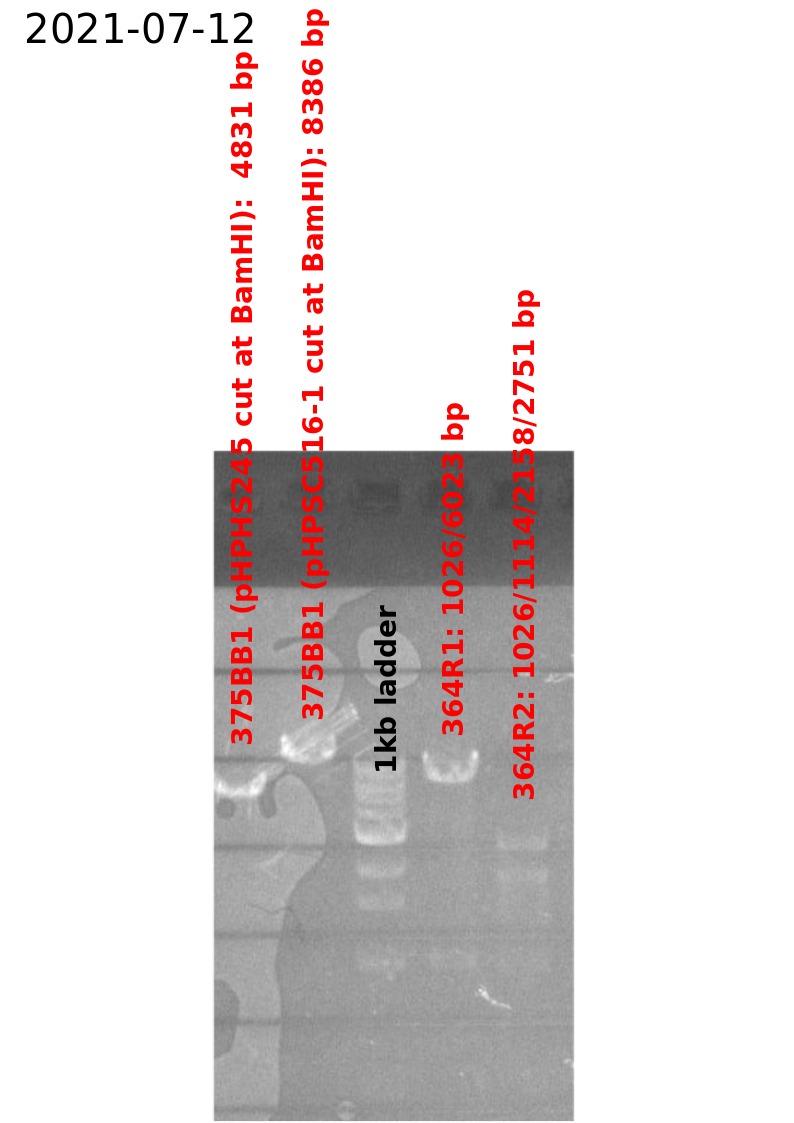 2021-07-12
375BB1 (pHPHS245 cut at BamHI): 4831 bp
375BB1 (pHPSC516-1 cut at BamHI): 8386 bp
1kb ladder
364R1: 1026/6023 bp
364R2: 1026/1114/2158/2751 bp